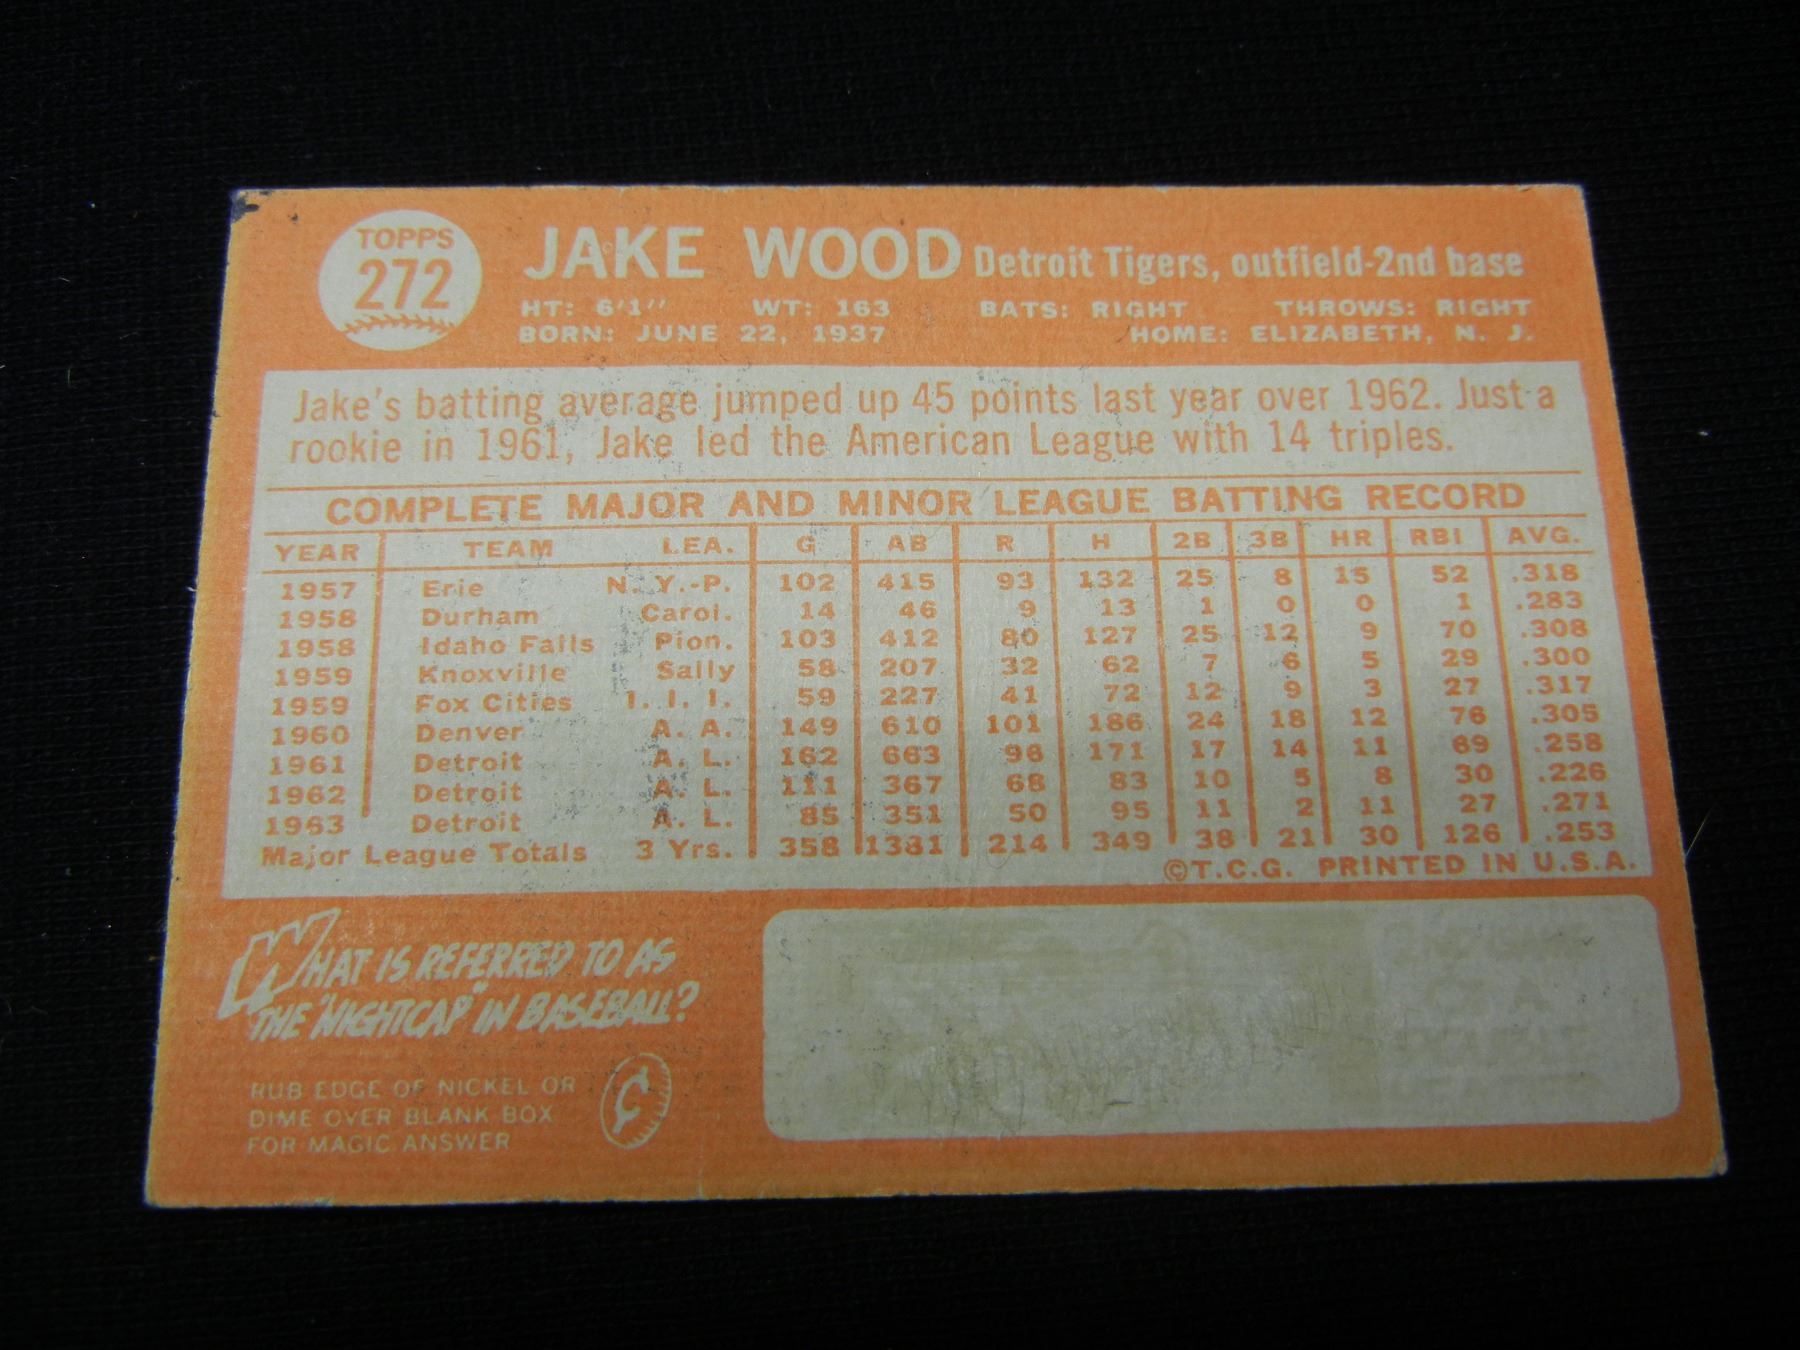 TOPPS
272
JAKE WOOD Detroit Tigers, outfield-2nd base
HT: 6'1" WT: 163 BATS: RIGHT THROWS: RIGHT
BORN: JUNE 22, 1937 HOME: ELIZABETH, N. J.
Jake's batting average jumped up 45 points last year over 1962. Just a
rookie in 1961, Jake led the American League with 14 triples.
COMPLETE MAJOR AND MINOR LEAGUE BATTING RECORD
YEAR TEAM LEA. G AB R H 2B 3B HR RBI AVG.
1957 Erie N. Y.-P. 102 415 93 132 25 8 15 52 .318
1958 Durham Carol. 14 46 9 13 1 0 0 1 .283
1958 Idaho Falls Pion. 103 412 80 127 25 12 9 70 .308
1959 Knoxville Sally 58 207 32 62 7 6 5 29 .300
1959 Fox Cities I. I. I. 59 227 41 72 12 9 3 27 .317
1960 Denver A. A. 149 610 101 186 24 18 12 76 .305
1961 Detroit A. L. 162 663 96 171 17 14 11 69 .258
1962 Detroit A. L. 111 367 68 83 10 5 8 30 .226
1963 Detroit A. L. 85 351 50 95 11 2 11 27 .271
Major League Totals 3 Yrs. 358 1381 214 349 38 21 30 126 .253
©T.C.G. PRINTED IN U.S.A.
WHAT IS REFERRED TO AS
THE "NIGHTCAP" IN BASEBALL?
RUB EDGE OF NICKEL OR
DIME OVER BLANK BOX
FOR MAGIC ANSWER